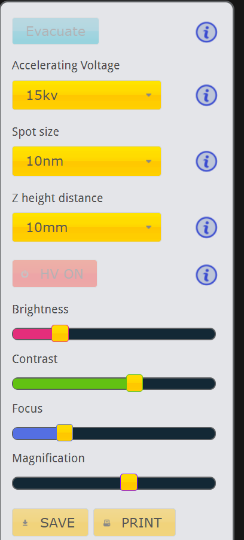 Evacuate
Accelerating Voltage
15kv
Spot size
10nm
Z height distance
10mm
HV ON
Brightness
Contrast
Focus
Magnification
SAVE PRINT